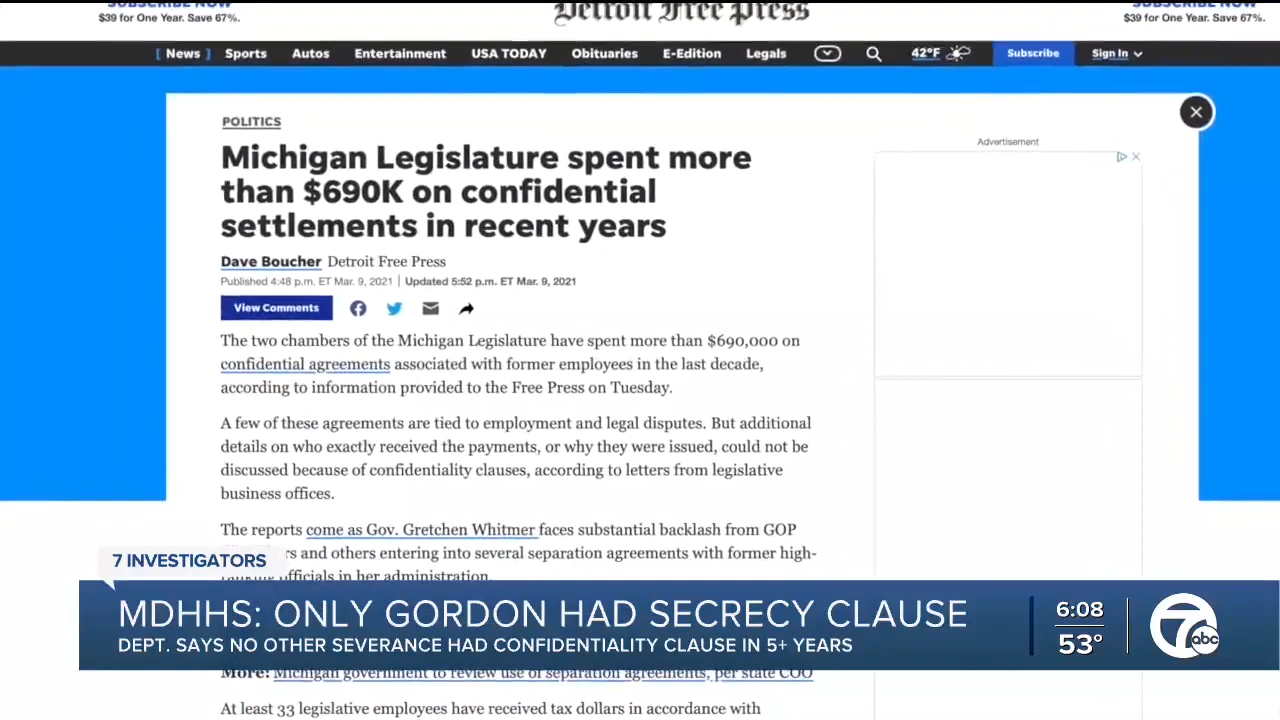 SUBSCRIBE NOW
$39 for One Year. Save 67%.
Detroit Free Press
SUBSCRIBE NOW
$39 for One Year. Save 67%.
[ News ] Sports Autos Entertainment USA TODAY Obituaries E-Edition Legals 42°F Subscribe Sign In
POLITICS
Advertisement
Michigan Legislature spent more
than $690K on confidential
settlements in recent years
Dave Boucher Detroit Free Press
Published 4:48 p.m. ET Mar. 9, 2021 | Updated 5:52 p.m. ET Mar. 9, 2021
View Comments
The two chambers of the Michigan Legislature have spent more than $690,000 on
confidential agreements associated with former employees in the last decade,
according to information provided to the Free Press on Tuesday.
A few of these agreements are tied to employment and legal disputes. But additional
details on who exactly received the payments, or why they were issued, could not be
discussed because of confidentiality clauses, according to letters from legislative
business offices.
The reports come as Gov. Gretchen Whitmer faces substantial backlash from GOP
and others entering into several separation agreements with former high-
ranking officials in her administration.
7 INVESTIGATORS
MDHHS: ONLY GORDON HAD SECRECY CLAUSE
DEPT. SAYS NO OTHER SEVERANCE HAD CONFIDENTIALITY CLAUSE IN 5+ YEARS
6:08
53°
7 abc
More: Michigan government to review use of separation agreements, per state COO
At least 33 legislative employees have received tax dollars in accordance with